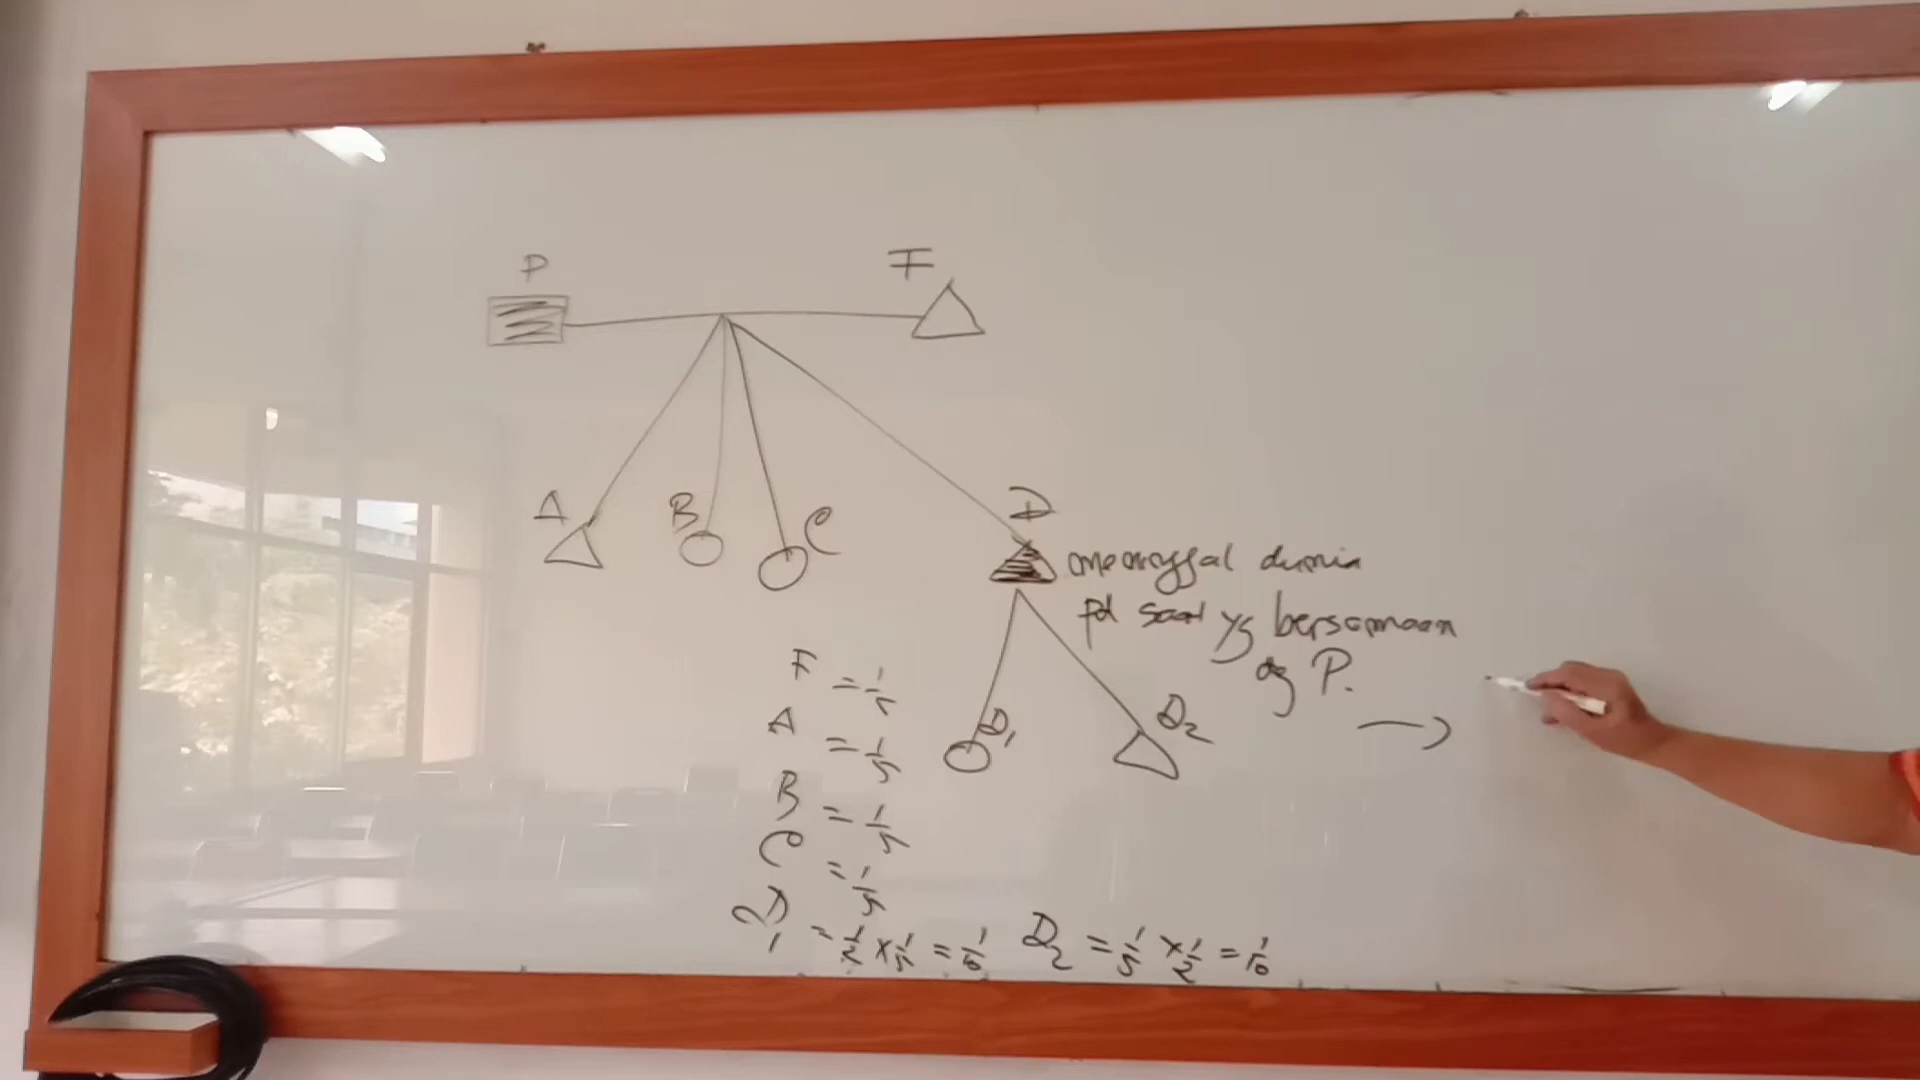 P
F
A
B
C
D
meninggal dunia
pd saat yg bersamaan
dg P.
D1
D2
F = 1/5
A = 1/5
B = 1/5
C = 1/5
D1 = 1/2 x 1/5 = 1/10 D2 = 1/5 x 1/2 = 1/10